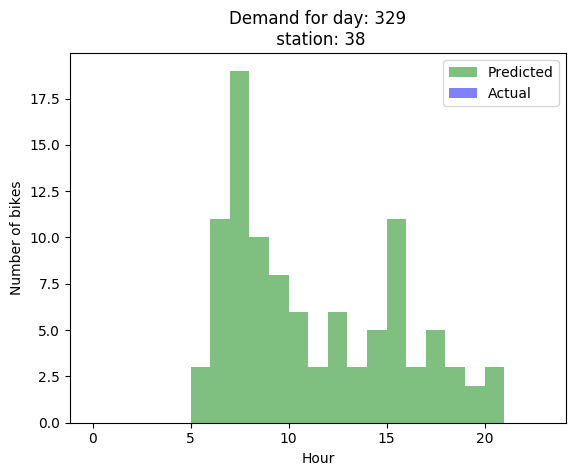 Demand for day: 329
station: 38
Predicted
Actual
Number of bikes
17.5
15.0
12.5
10.0
7.5
5.0
2.5
0.0
0
5
10
15
20
Hour